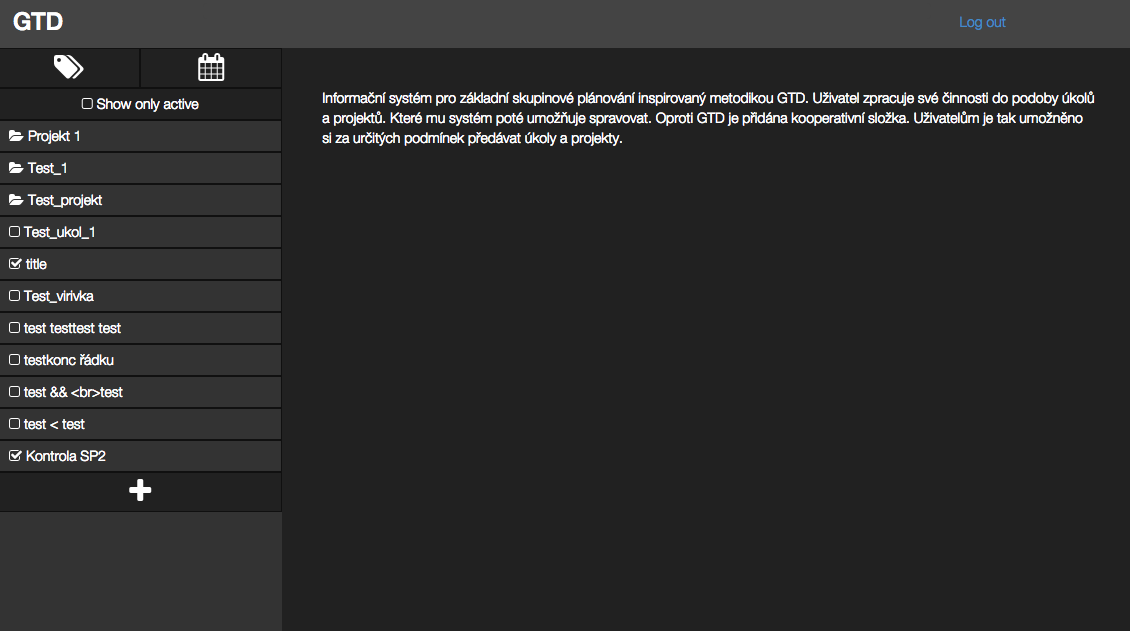 GTD
Log out
Show only active
Projekt 1
Test_1
Test_projekt
Test_ukol_1
title
Test_virivka
test testtest test
testkonc řádku
test && <br>test
test < test
Kontrola SP2
Informační systém pro základní skupinové plánování inspirovaný metodikou GTD. Uživatel zpracuje své činnosti do podoby úkolů
a projektů. Které mu systém poté umožňuje spravovat. Oproti GTD je přidána kooperativní složka. Uživatelům je tak umožněno
si za určitých podmínek předávat úkoly a projekty.